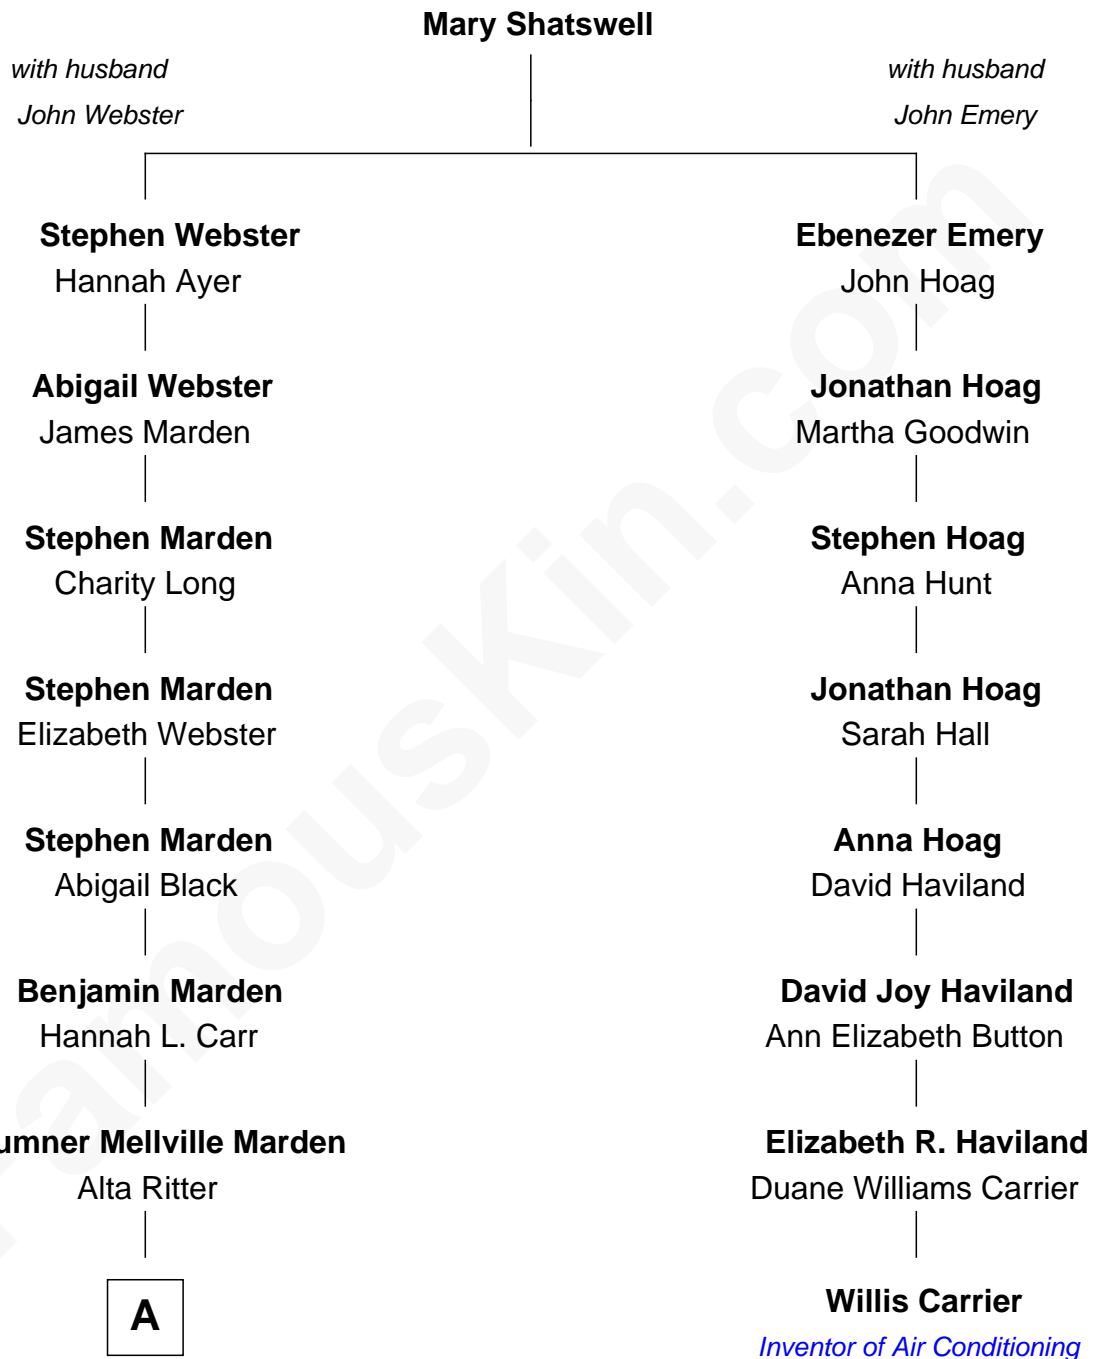 Mary Shatswell
with husband
John Webster
with husband
John Emery
Stephen Webster
Hannah Ayer
Abigail Webster
James Marden
Stephen Marden
Charity Long
Stephen Marden
Elizabeth Webster
Stephen Marden
Abigail Black
Benjamin Marden
Hannah L. Carr
umner Mellville Marden
Alta Ritter
A
Ebenezer Emery
John Hoag
Jonathan Hoag
Martha Goodwin
Stephen Hoag
Anna Hunt
Jonathan Hoag
Sarah Hall
Anna Hoag
David Haviland
David Joy Haviland
Ann Elizabeth Button
Elizabeth R. Haviland
Duane Williams Carrier
Willis Carrier
Inventor of Air Conditioning
FamousKin.com